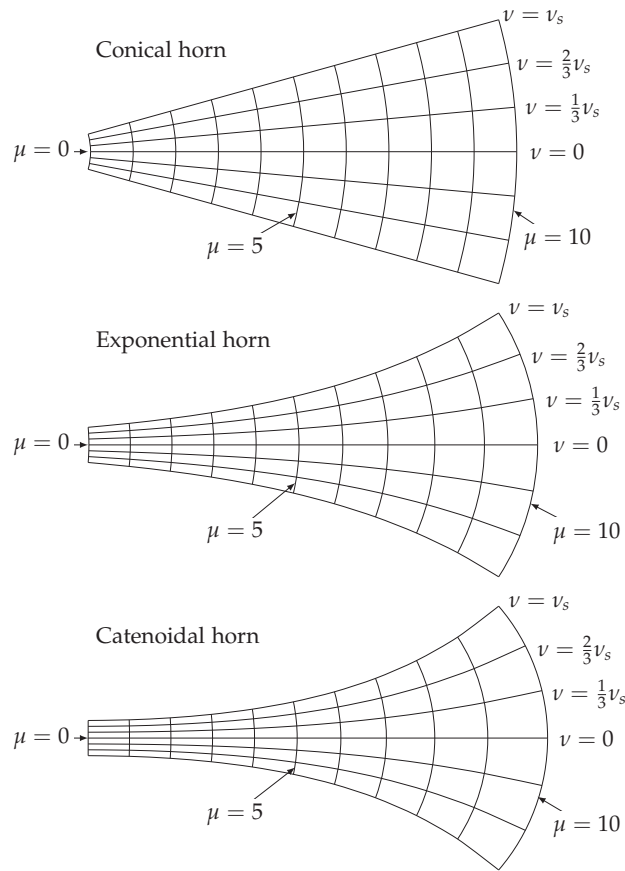 ν = ν_s
Conical horn
ν = 2/3 ν_s
ν = 1/3 ν_s
μ = 0
ν = 0
μ = 5
μ = 10
ν = ν_s
Exponential horn
ν = 2/3 ν_s
ν = 1/3 ν_s
μ = 0
ν = 0
μ = 5
μ = 10
ν = ν_s
Catenoidal horn
ν = 2/3 ν_s
ν = 1/3 ν_s
μ = 0
ν = 0
μ = 5
μ = 10